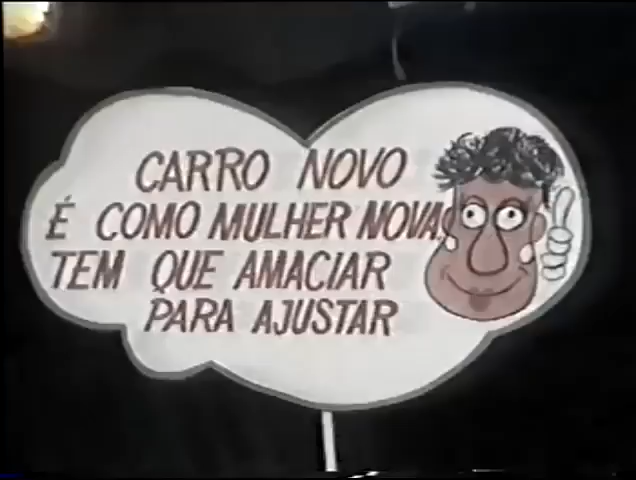 CARRO NOVO
É COMO MULHER NOVA,
TEM QUE AMACIAR
PARA AJUSTAR